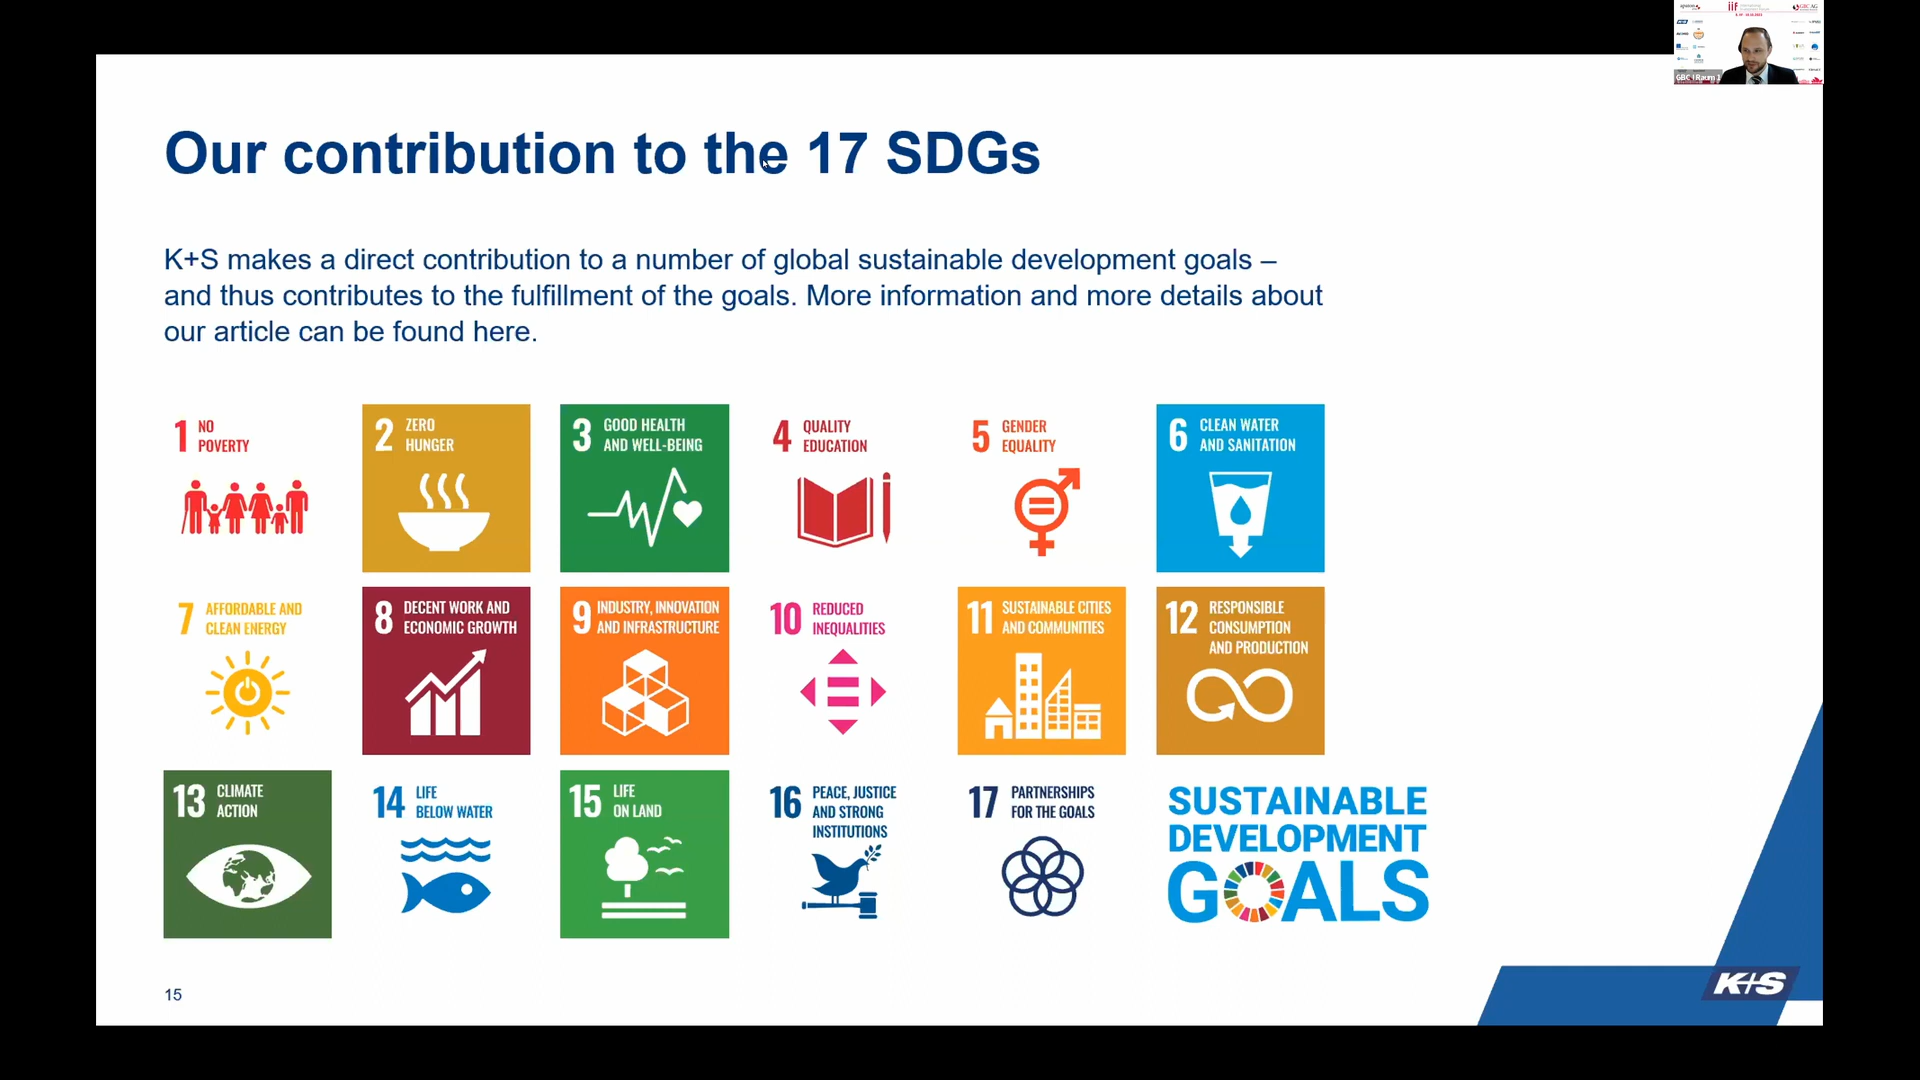 Our contribution to the 17 SDGs
K+S makes a direct contribution to a number of global sustainable development goals –
and thus contributes to the fulfillment of the goals. More information and more details about
our article can be found here.
1 NO
POVERTY
2 ZERO
HUNGER
3 GOOD HEALTH
AND WELL-BEING
4 QUALITY
EDUCATION
5 GENDER
EQUALITY
6 CLEAN WATER
AND SANITATION
7 AFFORDABLE AND
CLEAN ENERGY
8 DECENT WORK AND
ECONOMIC GROWTH
9 INDUSTRY, INNOVATION
AND INFRASTRUCTURE
10 REDUCED
INEQUALITIES
11 SUSTAINABLE CITIES
AND COMMUNITIES
12 RESPONSIBLE
CONSUMPTION
AND PRODUCTION
13 CLIMATE
ACTION
14 LIFE
BELOW WATER
15 LIFE
ON LAND
16 PEACE, JUSTICE
AND STRONG
INSTITUTIONS
17 PARTNERSHIPS
FOR THE GOALS
SUSTAINABLE
DEVELOPMENT
GOALS
15
K+S
iif
GBC AG
GBC I Raum 1